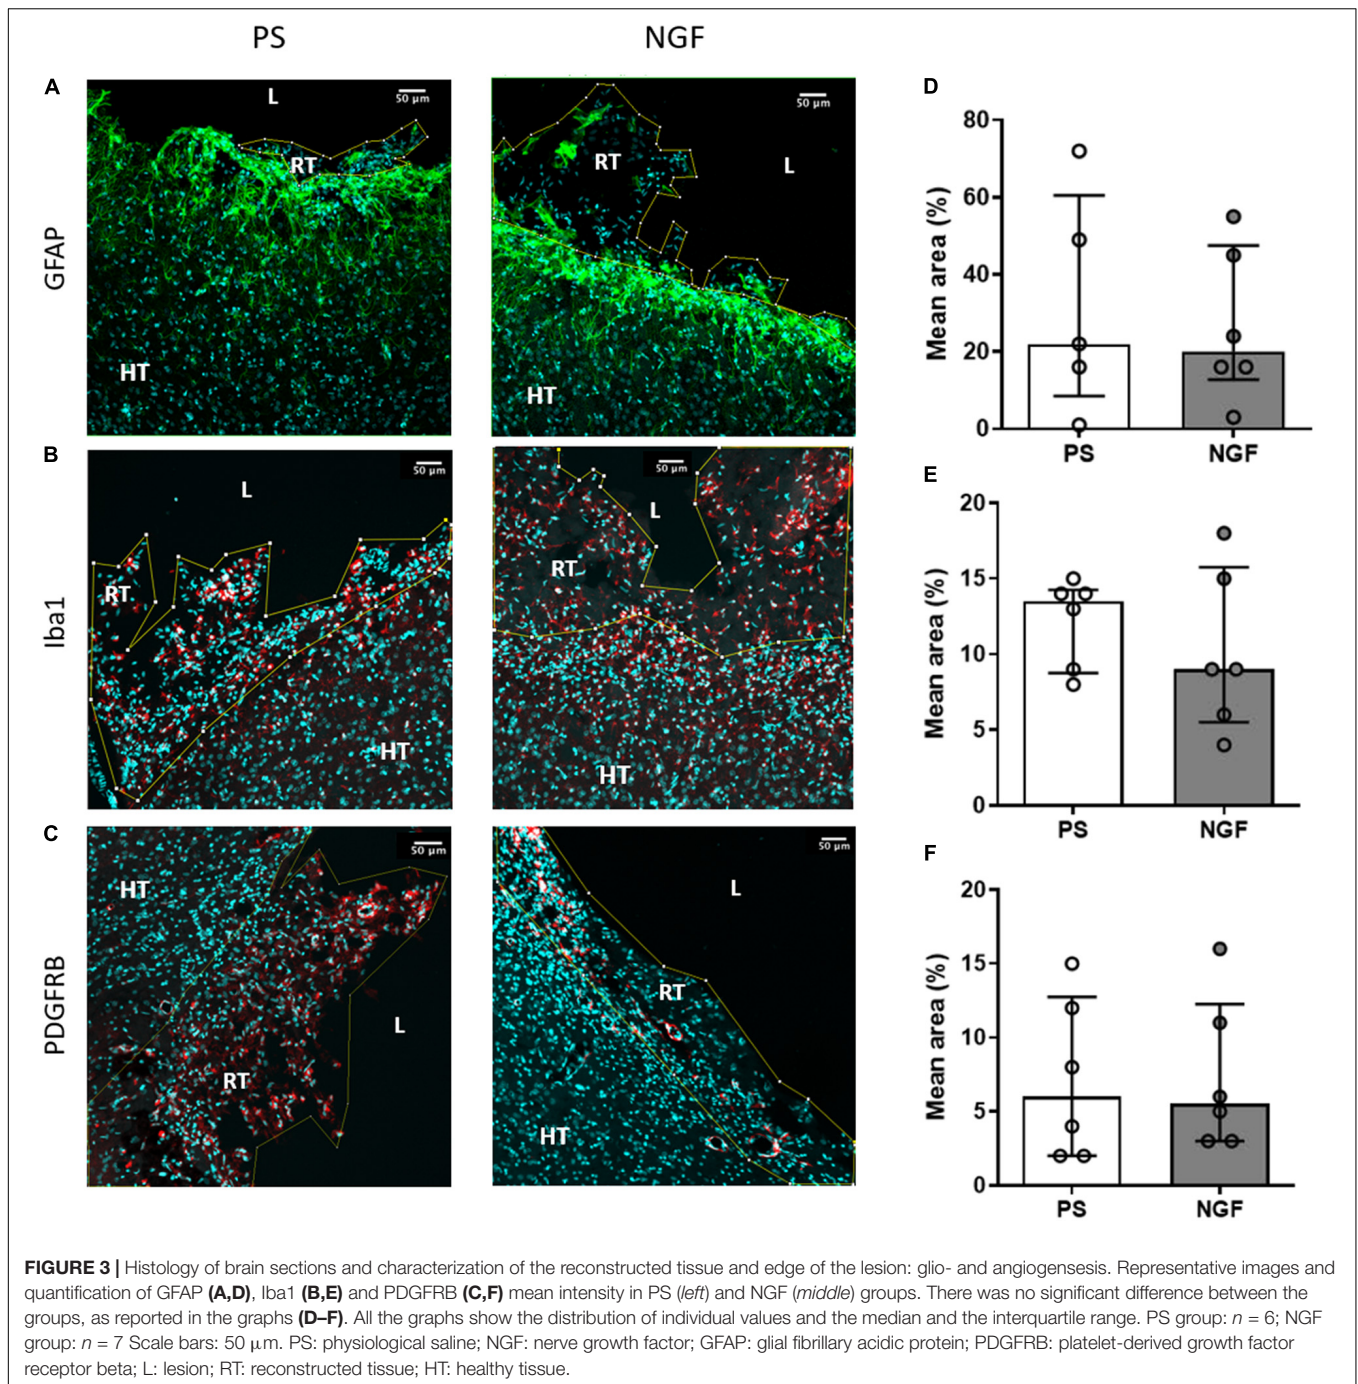 PS
NGF
A
GFAP
L
50 µm
RT
HT
50 µm
RT
L
HT
D
Mean area (%)
80
60
40
20
0
PS
NGF
B
Iba1
L
50 µm
RT
HT
50 µm
L
RT
HT
E
Mean area (%)
20
15
10
5
0
PS
NGF
C
PDGFRB
50 µm
HT
L
RT
50 µm
L
RT
HT
F
Mean area (%)
20
15
10
5
0
PS
NGF
FIGURE 3 | Histology of brain sections and characterization of the reconstructed tissue and edge of the lesion: glio- and angiogensesis. Representative images and
quantification of GFAP (A,D), Iba1 (B,E) and PDGFRB (C,F) mean intensity in PS (left) and NGF (middle) groups. There was no significant difference between the
groups, as reported in the graphs (D–F). All the graphs show the distribution of individual values and the median and the interquartile range. PS group: n = 6; NGF
group: n = 7 Scale bars: 50 µm. PS: physiological saline; NGF: nerve growth factor; GFAP: glial fibrillary acidic protein; PDGFRB: platelet-derived growth factor
receptor beta; L: lesion; RT: reconstructed tissue; HT: healthy tissue.